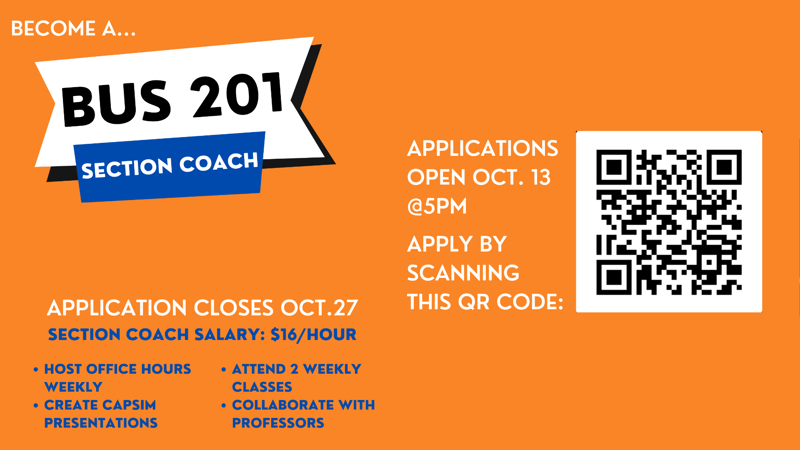 BECOME A...
BUS 201
SECTION COACH
APPLICATIONS
OPEN OCT. 13
@5PM
APPLY BY
SCANNING
THIS QR CODE:
APPLICATION CLOSES OCT.27
SECTION COACH SALARY: $16/HOUR
• HOST OFFICE HOURS
WEEKLY
• CREATE CAPSIM
PRESENTATIONS
• ATTEND 2 WEEKLY
CLASSES
• COLLABORATE WITH
PROFESSORS